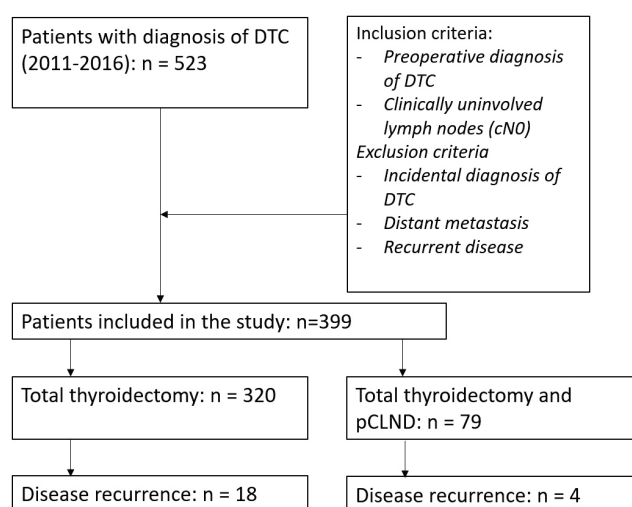 Patients with diagnosis of DTC
(2011-2016): n = 523
Inclusion criteria:
- Preoperative diagnosis
of DTC
- Clinically uninvolved
lymph nodes (cN0)
Exclusion criteria
- Incidental diagnosis of
DTC
- Distant metastasis
- Recurrent disease
Patients included in the study: n=399
Total thyroidectomy: n = 320
Total thyroidectomy and
pCLND: n = 79
Disease recurrence: n = 18
Disease recurrence: n = 4